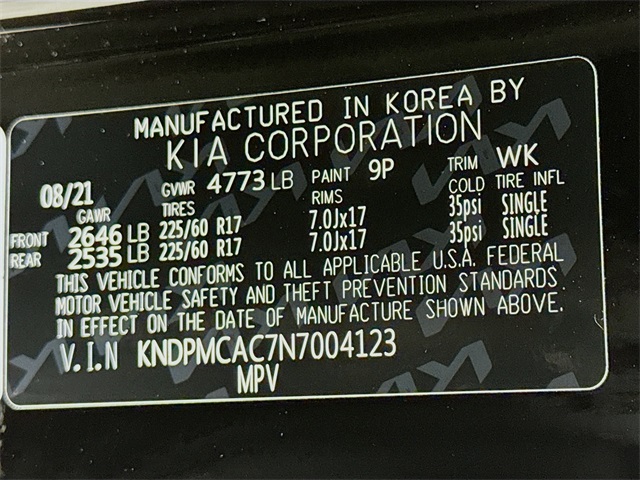 MANUFACTURED IN KOREA BY
KIA CORPORATION
08/21 GVWR 4773 LB PAINT 9P TRIM WK
GAWR TIRES RIMS COLD TIRE INFL
FRONT 2646 LB 225/60 R17 7.0Jx17 35psi SINGLE
REAR 2535 LB 225/60 R17 7.0Jx17 35psi SINGLE
THIS VEHICLE CONFORMS TO ALL APPLICABLE U.S.A. FEDERAL
MOTOR VEHICLE SAFETY AND THEFT PREVENTION STANDARDS
IN EFFECT ON THE DATE OF MANUFACTURE SHOWN ABOVE.
V.I.N KNDPMCAC7N7004123
MPV